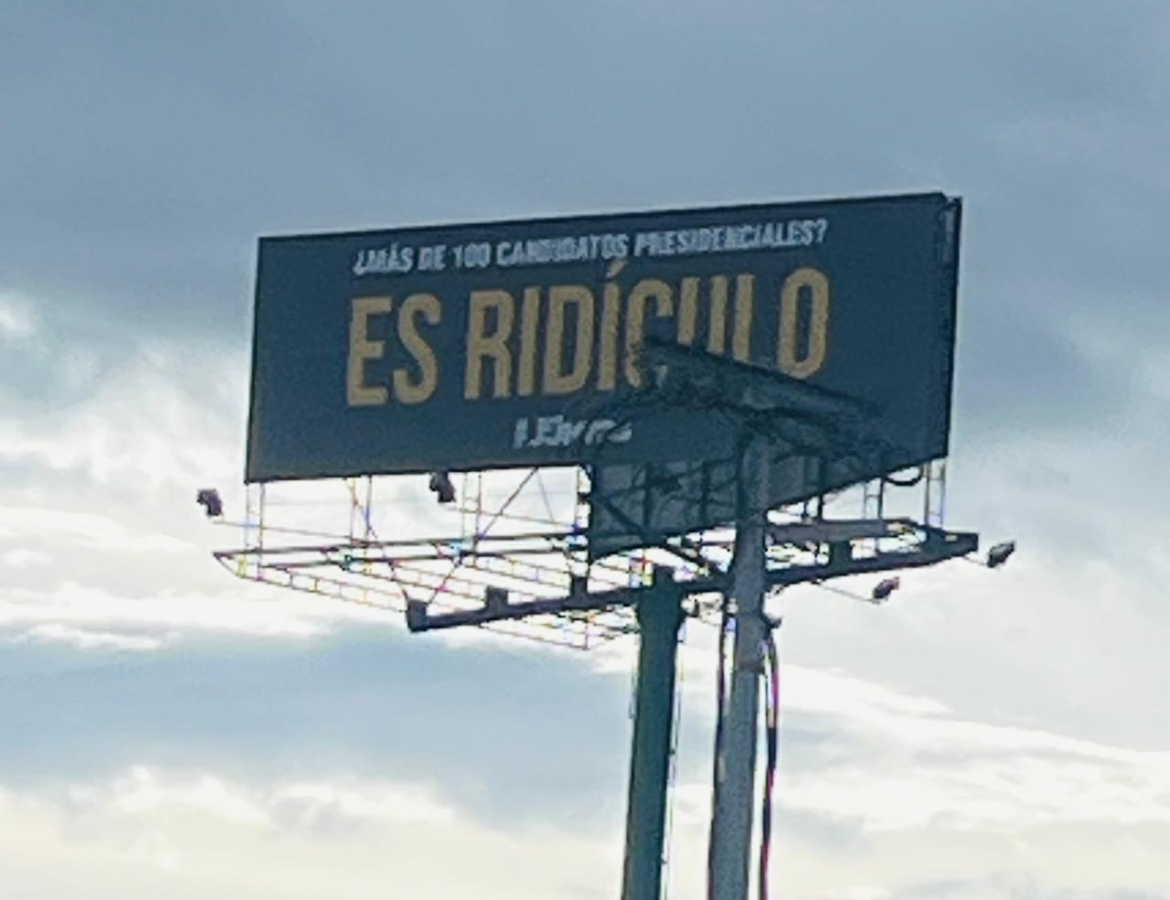 ¿MÁS DE 100 CANDIDATOS PRESIDENCIALES?
ES RIDÍCULO